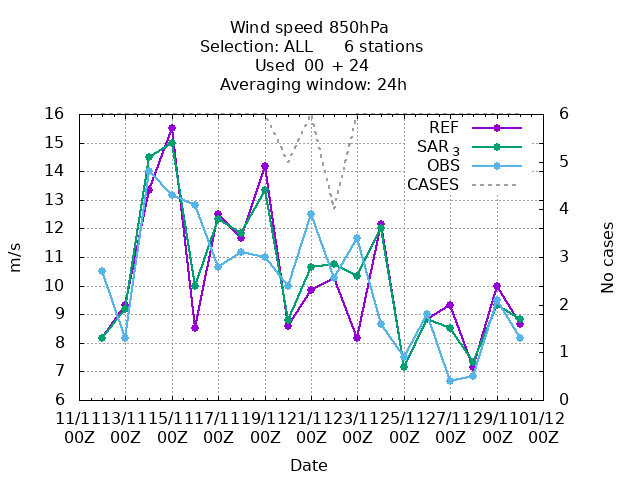 Wind speed 850hPa
Selection: ALL 6 stations
Used 00 + 24
Averaging window: 24h
16 6
15
14 5
13
12 4
11 3
10
9 2
8
7 1
6 0
REF
SAR 3
OBS
CASES
m/s
No cases
11/11 13/11 15/11 17/11 19/11 21/11 23/11 25/11 27/11 29/11 01/12
00Z 00Z 00Z 00Z 00Z 00Z 00Z 00Z 00Z 00Z 00Z
Date